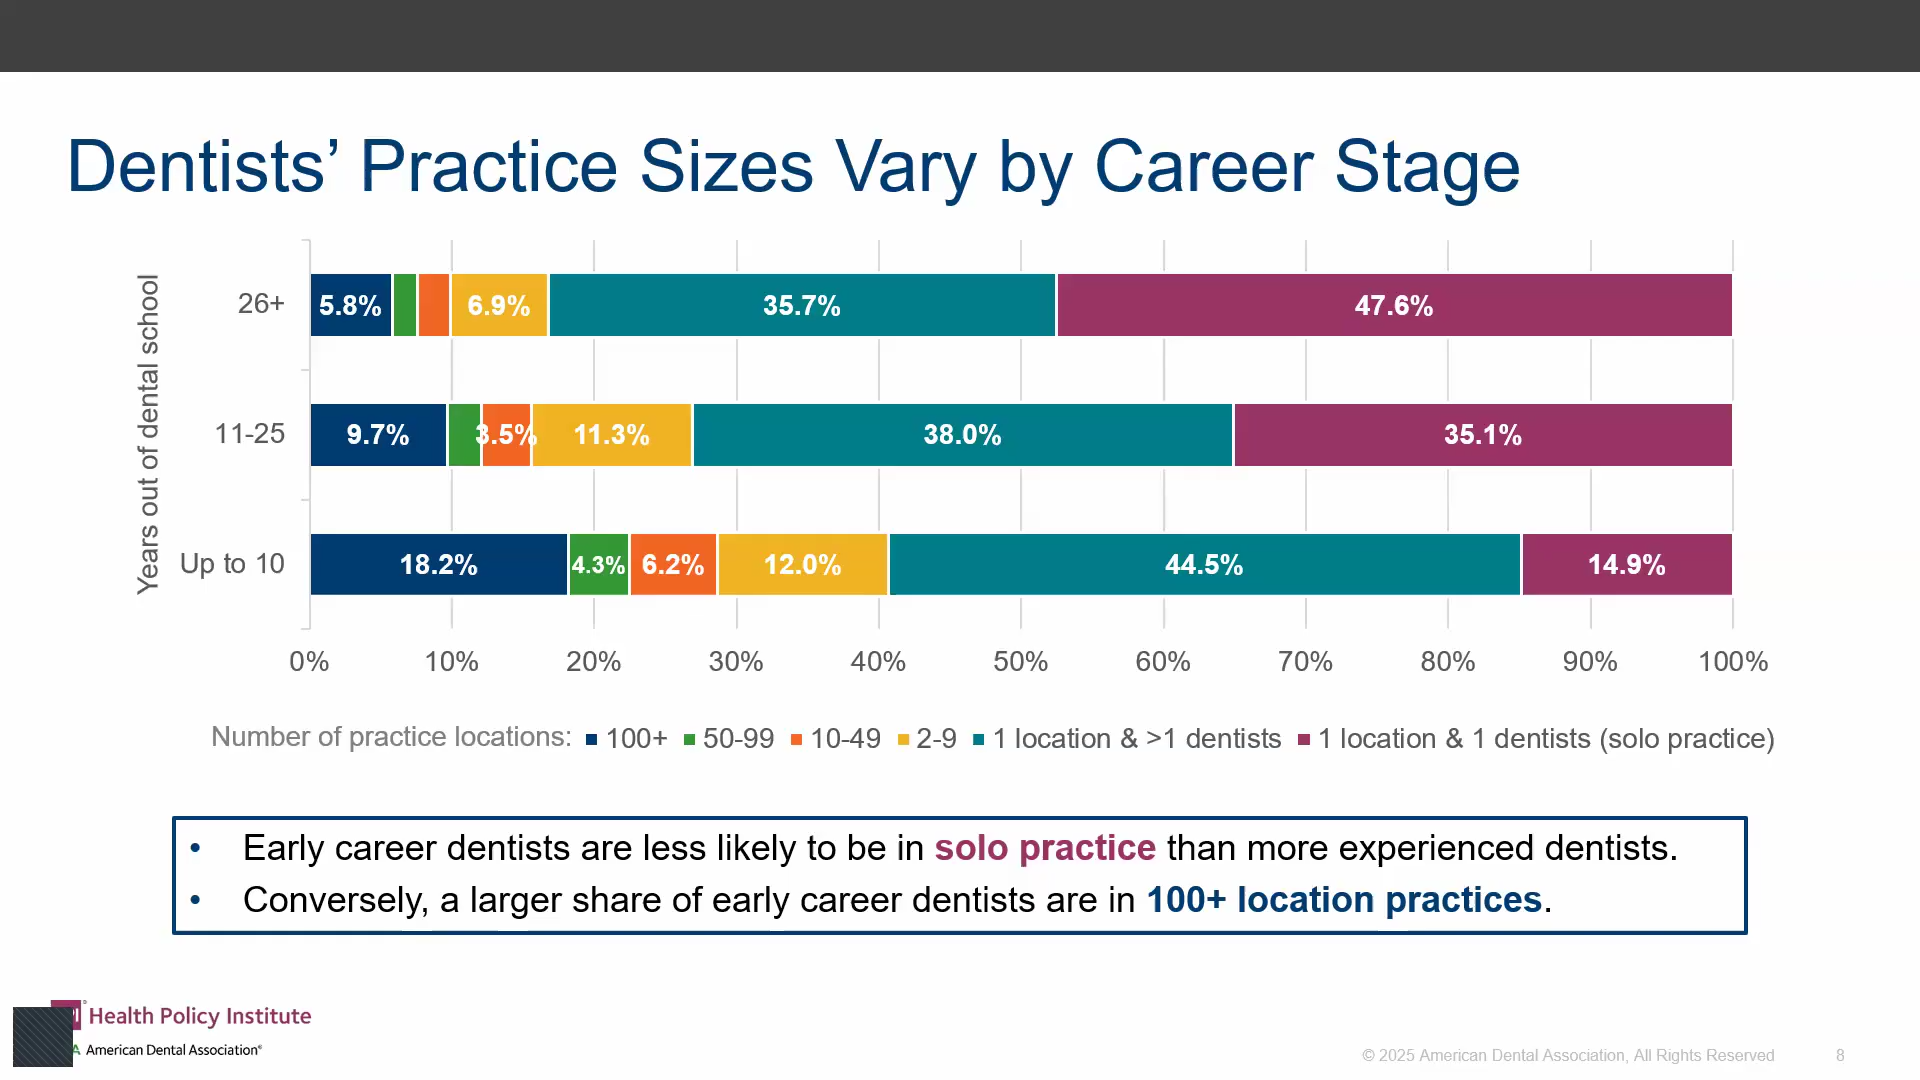 Dentists’ Practice Sizes Vary by Career Stage
Years out of dental school
26+
5.8%
6.9%
35.7%
47.6%
11-25
9.7%
3.5%
11.3%
38.0%
35.1%
Up to 10
18.2%
4.3%
6.2%
12.0%
44.5%
14.9%
0% 10% 20% 30% 40% 50% 60% 70% 80% 90% 100%
Number of practice locations: 100+ 50-99 10-49 2-9 1 location & >1 dentists 1 location & 1 dentists (solo practice)
• Early career dentists are less likely to be in solo practice than more experienced dentists.
• Conversely, a larger share of early career dentists are in 100+ location practices.
Health Policy Institute
American Dental Association®
© 2025 American Dental Association, All Rights Reserved 8